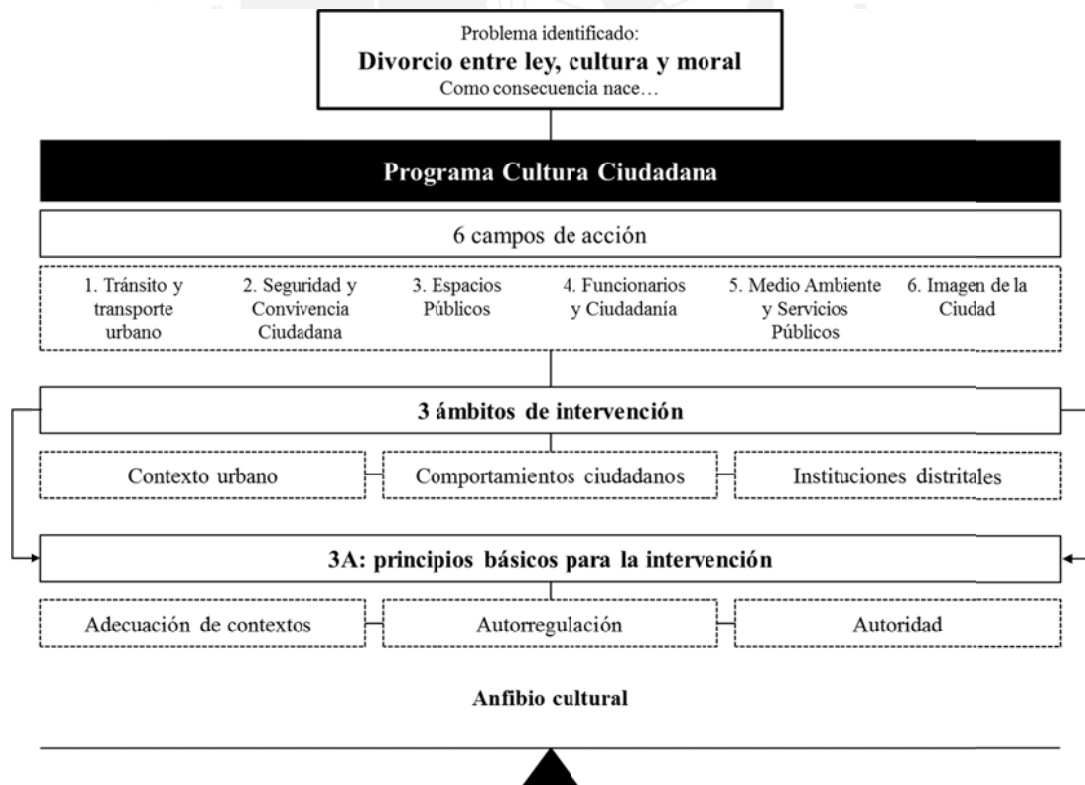 Problema identificado:
Divorcio entre ley, cultura y moral
Como consecuencia nace…
Programa Cultura Ciudadana
6 campos de acción
1. Tránsito y
transporte
urbano
2. Seguridad y
Convivencia
Ciudadana
3. Espacios
Públicos
4. Funcionarios
y Ciudadanía
5. Medio Ambiente
y Servicios
Públicos
6. Imagen de la
Ciudad
3 ámbitos de intervención
Contexto urbano
Comportamientos ciudadanos
Instituciones distritales
3A: principios básicos para la intervención
Adecuación de contextos
Autorregulación
Autoridad
Anfibio cultural